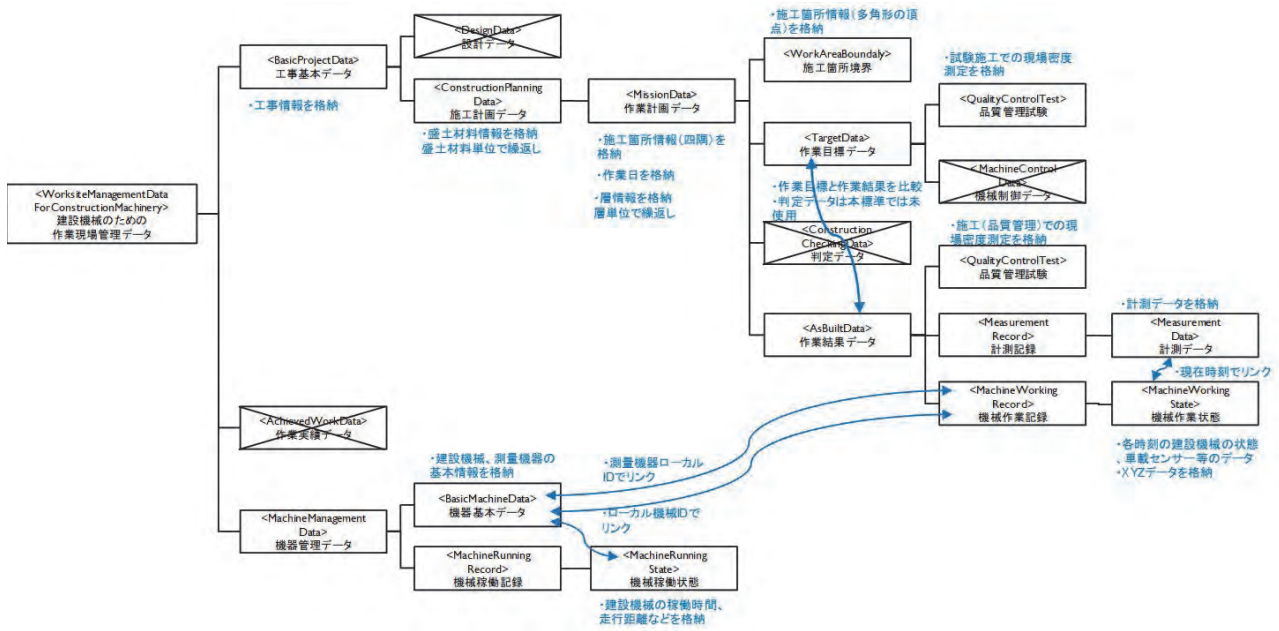 <WorksiteManagementData
ForConstructionMachinery>
建設機械のための
作業現場管理データ
<BasicProjectData>
工事基本データ
・工事情報を格納
<DesignData>
設計データ
<ConstructionPlanning
Data>
施工計画データ
・盛土材料情報を格納
盛土材料単位で繰返し
<MissionData>
作業計画データ
・施工箇所情報(四隅)を
格納
・作業日を格納
・層情報を格納
層単位で繰返し
・施工箇所情報(多角形の頂
点)を格納
<WorkAreaBoundaly>
施工箇所境界
<TargetData>
作業目標データ
・試験施工での現場密度
測定を格納
<QualityControlTest>
品質管理試験
<MachineControl
Data>
機械制御データ
・作業目標と作業結果を比較
・判定データは本標準では未
使用
<Construction
CheckingData>
判定データ
・施工(品質管理)での現
場密度測定を格納
<QualityControlTest>
品質管理試験
<AsBuiltData>
作業結果データ
<Measurement
Record>
計測記録
・計測データを格納
<Measurement
Data>
計測データ
・現在時刻でリンク
<MachineWorking
Record>
機械作業記録
<MachineWorking
State>
機械作業状態
・各時刻の建設機械の状態
、車載センサー等のデータ
・XYZデータを格納
<AchievedWorkData>
作業実績データ
<MachineManagement
Data>
機器管理データ
・建設機械、測量機器の
基本情報を格納
<BasicMachineData>
機器基本データ
・測量機器ローカル
IDでリンク
・ローカル機械IDで
リンク
<MachineRunning
Record>
機械稼働記録
<MachineRunning
State>
機械稼働状態
・建設機械の稼働時間、
走行距離などを格納